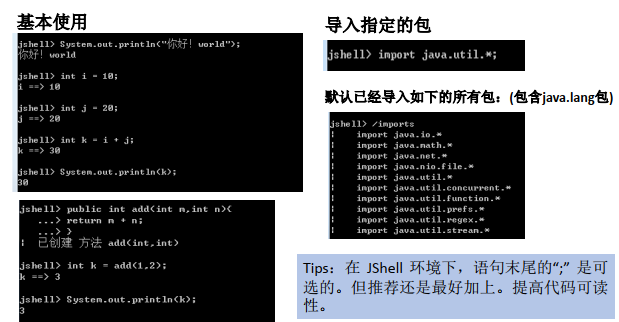 基本使用
jshell> System.out.println("你好！world");
你好！world
jshell> int i = 10;
i ==> 10
jshell> int j = 20;
j ==> 20
jshell> int k = i + j;
k ==> 30
jshell> System.out.println(k);
30
jshell> public int add(int m,int n){
...> return m + n;
...> }
|  已创建 方法 add(int,int)
jshell> int k = add(1,2);
k ==> 3
jshell> System.out.println(k);
3
导入指定的包
jshell> import java.util.*;
默认已经导入如下的所有包：(包含java.lang包)
jshell> /imports
|    import java.io.*
|    import java.math.*
|    import java.net.*
|    import java.nio.file.*
|    import java.util.*
|    import java.util.concurrent.*
|    import java.util.function.*
|    import java.util.prefs.*
|    import java.util.regex.*
|    import java.util.stream.*
Tips：在 JShell 环境下，语句末尾的“;” 是可
选的。但推荐还是最好加上。提高代码可读
性。